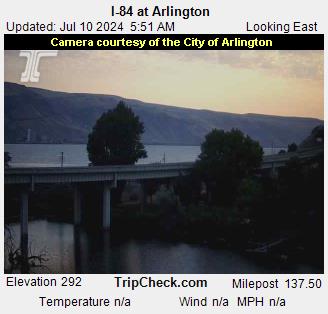 I-84 at Arlington
Updated: Jul 10 2024 5:51 AM Looking East
Camera courtesy of the City of Arlington
Elevation 292 TripCheck.com Milepost 137.50
Temperature n/a Wind n/a MPH n/a